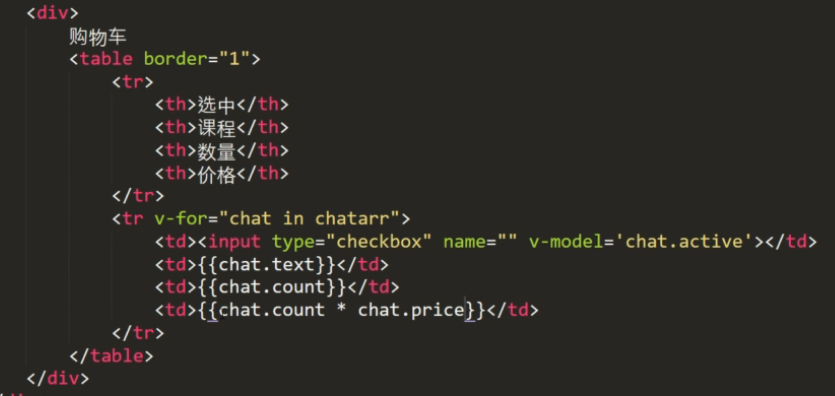 <div>
购物车
<table border="1">
<tr>
<th>选中</th>
<th>课程</th>
<th>数量</th>
<th>价格</th>
</tr>
<tr v-for="chat in chatarr">
<td><input type="checkbox" name="" v-model='chat.active'></td>
<td>{{chat.text}}</td>
<td>{{chat.count}}</td>
<td>{{chat.count * chat.price}}</td>
</tr>
</table>
</div>